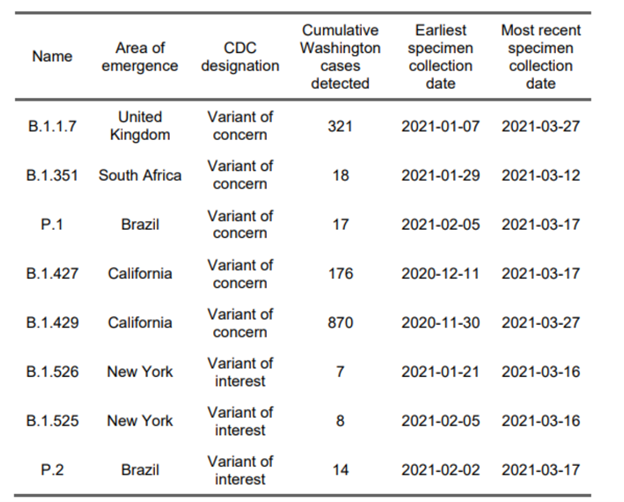 Name Area of emergence CDC designation Cumulative Washington cases detected Earliest specimen collection date Most recent specimen collection date
B.1.1.7 United Kingdom Variant of concern 321 2021-01-07 2021-03-27
B.1.351 South Africa Variant of concern 18 2021-01-29 2021-03-12
P.1 Brazil Variant of concern 17 2021-02-05 2021-03-17
B.1.427 California Variant of concern 176 2020-12-11 2021-03-17
B.1.429 California Variant of concern 870 2020-11-30 2021-03-27
B.1.526 New York Variant of interest 7 2021-01-21 2021-03-16
B.1.525 New York Variant of interest 8 2021-02-05 2021-03-16
P.2 Brazil Variant of interest 14 2021-02-02 2021-03-17